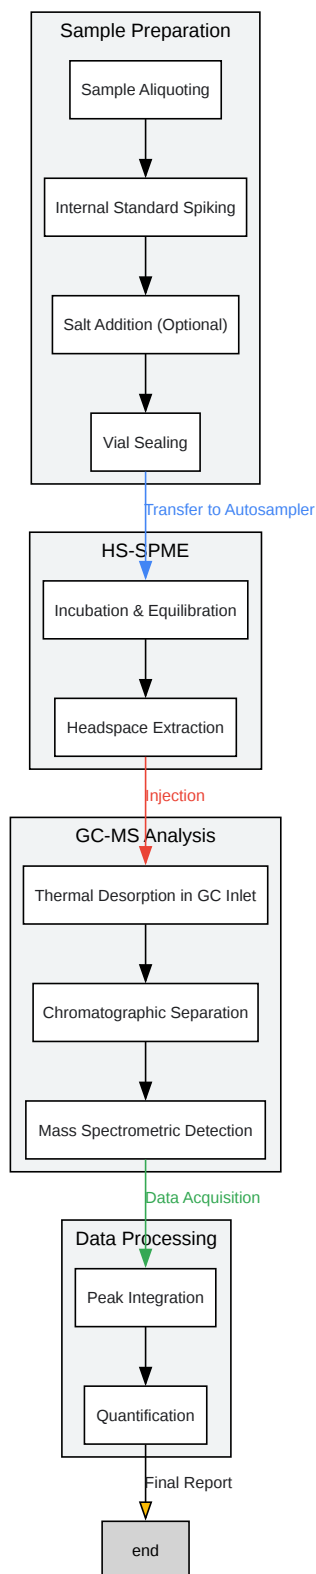 Sample Preparation
Sample Aliquoting
Internal Standard Spiking
Salt Addition (Optional)
Vial Sealing
Transfer to Autosampler
HS-SPME
Incubation & Equilibration
Headspace Extraction
Injection
GC-MS Analysis
Thermal Desorption in GC Inlet
Chromatographic Separation
Mass Spectrometric Detection
Data Acquisition
Data Processing
Peak Integration
Quantification
Final Report
end